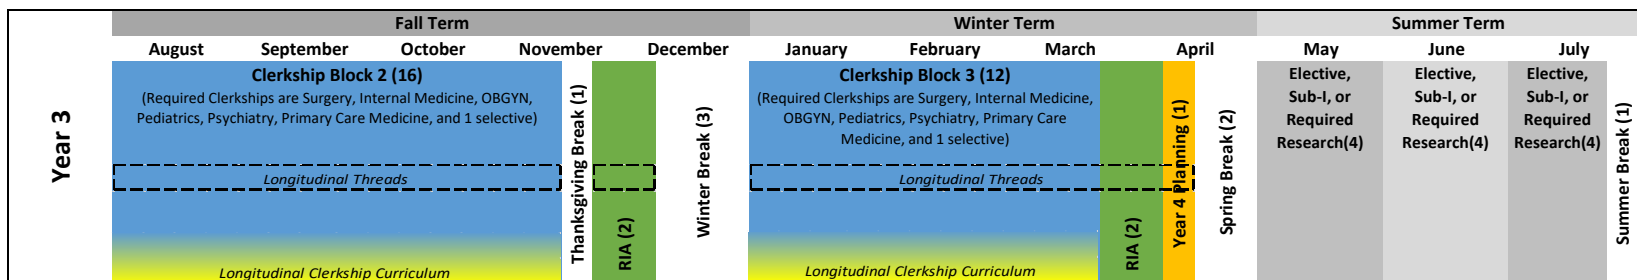 Fall Term
Winter Term
Summer Term
August September October November December January February March April May June July
Year 3
Clerkship Block 2 (16)
(Required Clerkships are Surgery, Internal Medicine, OBGYN,
Pediatrics, Psychiatry, Primary Care Medicine, and 1 selective)
Longitudinal Threads
Longitudinal Clerkship Curriculum
Thanksgiving Break (1)
RIA (2)
Winter Break (3)
Clerkship Block 3 (12)
(Required Clerkships are Surgery, Internal Medicine,
OBGYN, Pediatrics, Psychiatry, Primary Care
Medicine, and 1 selective)
Longitudinal Threads
Longitudinal Clerkship Curriculum
RIA (2)
Year 4 Planning (1)
Spring Break (2)
Elective,
Sub-I, or
Required
Research(4)
Elective,
Sub-I, or
Required
Research(4)
Elective,
Sub-I, or
Required
Research(4)
Summer Break (1)